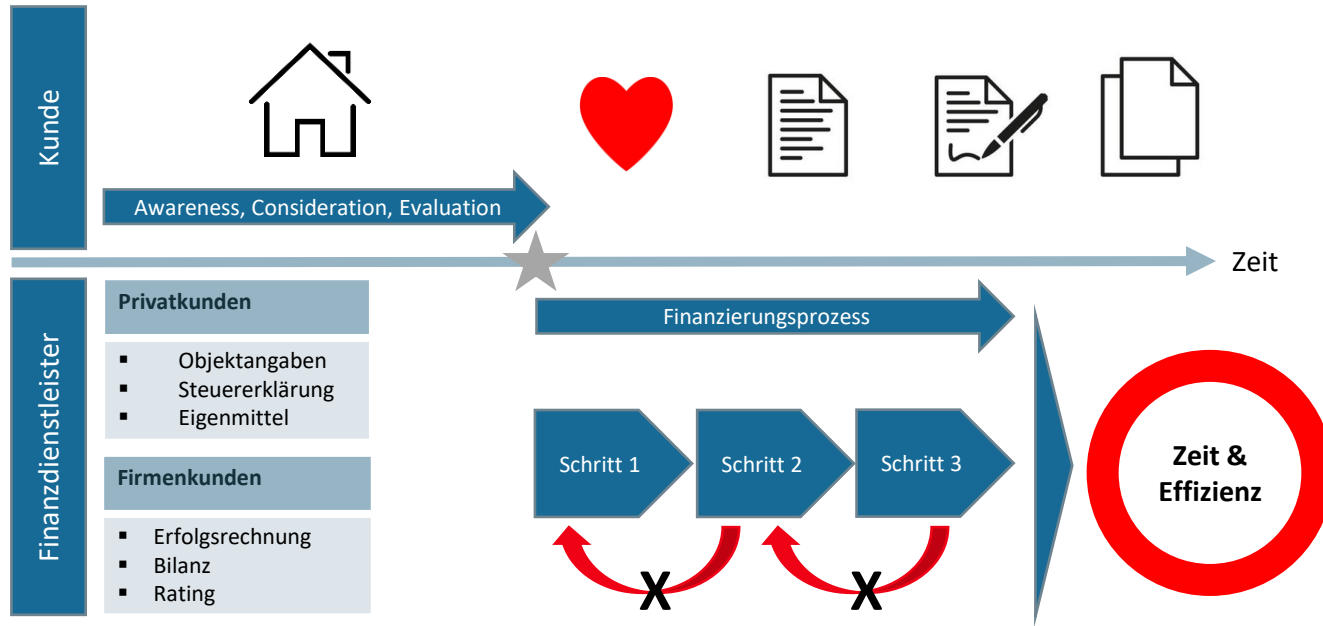 Kunde
Awareness, Consideration, Evaluation
Zeit
Finanzdienstleister
Privatkunden
▪ Objektangaben
▪ Steuererklärung
▪ Eigenmittel
Firmenkunden
▪ Erfolgsrechnung
▪ Bilanz
▪ Rating
Finanzierungsprozess
Schritt 1
Schritt 2
Schritt 3
X
X
Zeit &
Effizienz